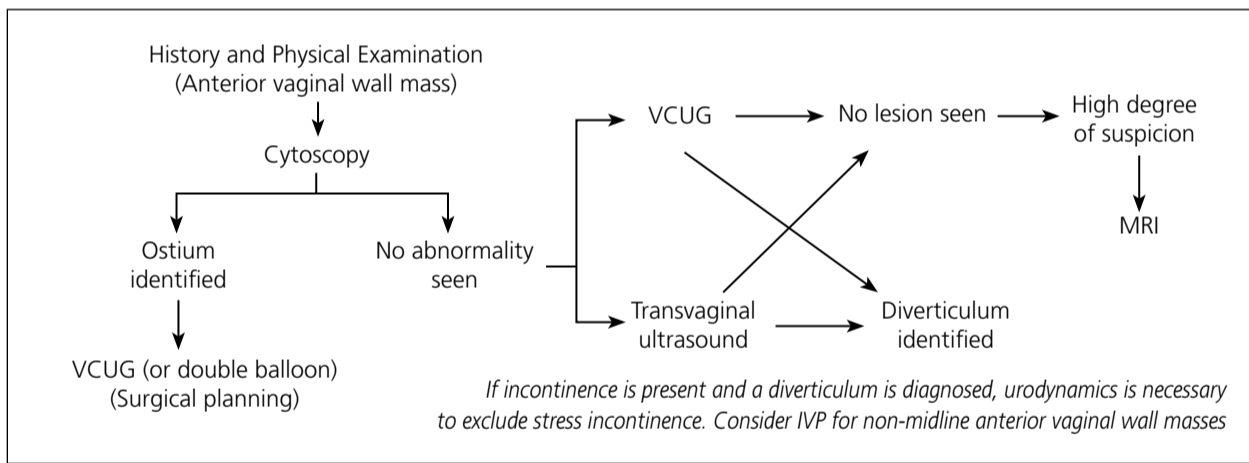 History and Physical Examination
(Anterior vaginal wall mass)
Cytoscopy
Ostium
identified
No abnormality
seen
VCUG (or double balloon)
(Surgical planning)
VCUG
No lesion seen
High degree
of suspicion
MRI
Transvaginal
ultrasound
Diverticulum
identified
If incontinence is present and a diverticulum is diagnosed, urodynamics is necessary
to exclude stress incontinence. Consider IVP for non-midline anterior vaginal wall masses